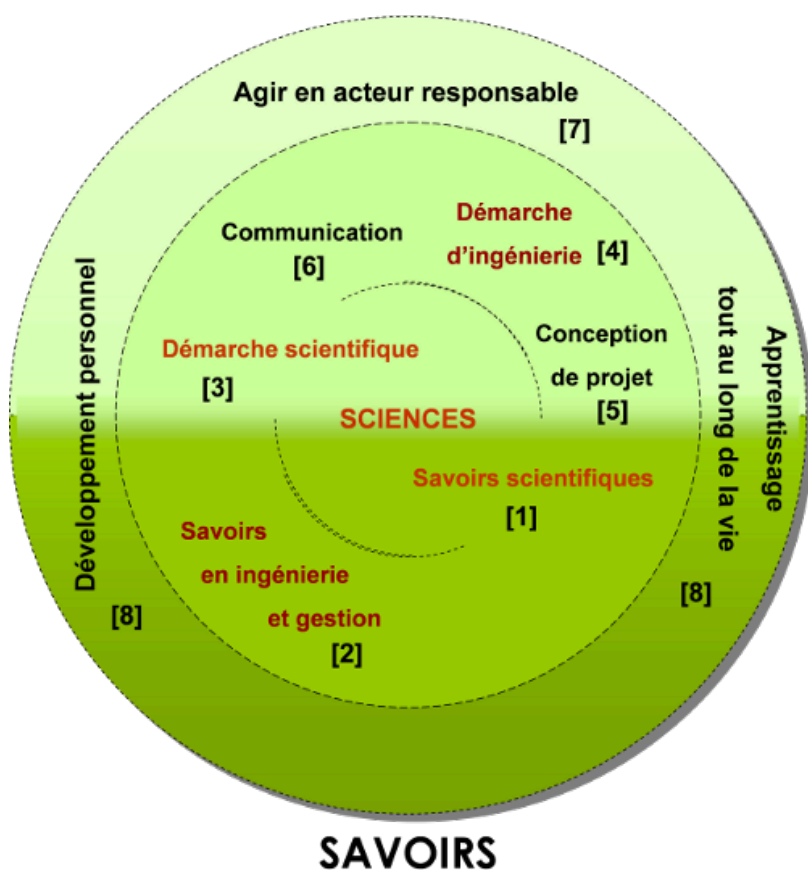 Agir en acteur responsable
[7]
Démarche
d'ingénierie [4]
Communication
[6]
Conception
de projet
[5]
Démarche scientifique
[3]
SCIENCES
Savoirs scientifiques
[1]
Savoirs
en ingénierie
et gestion
[2]
Développement personnel
[8]
Apprentissage
tout au long de la vie
[8]
SAVOIRS